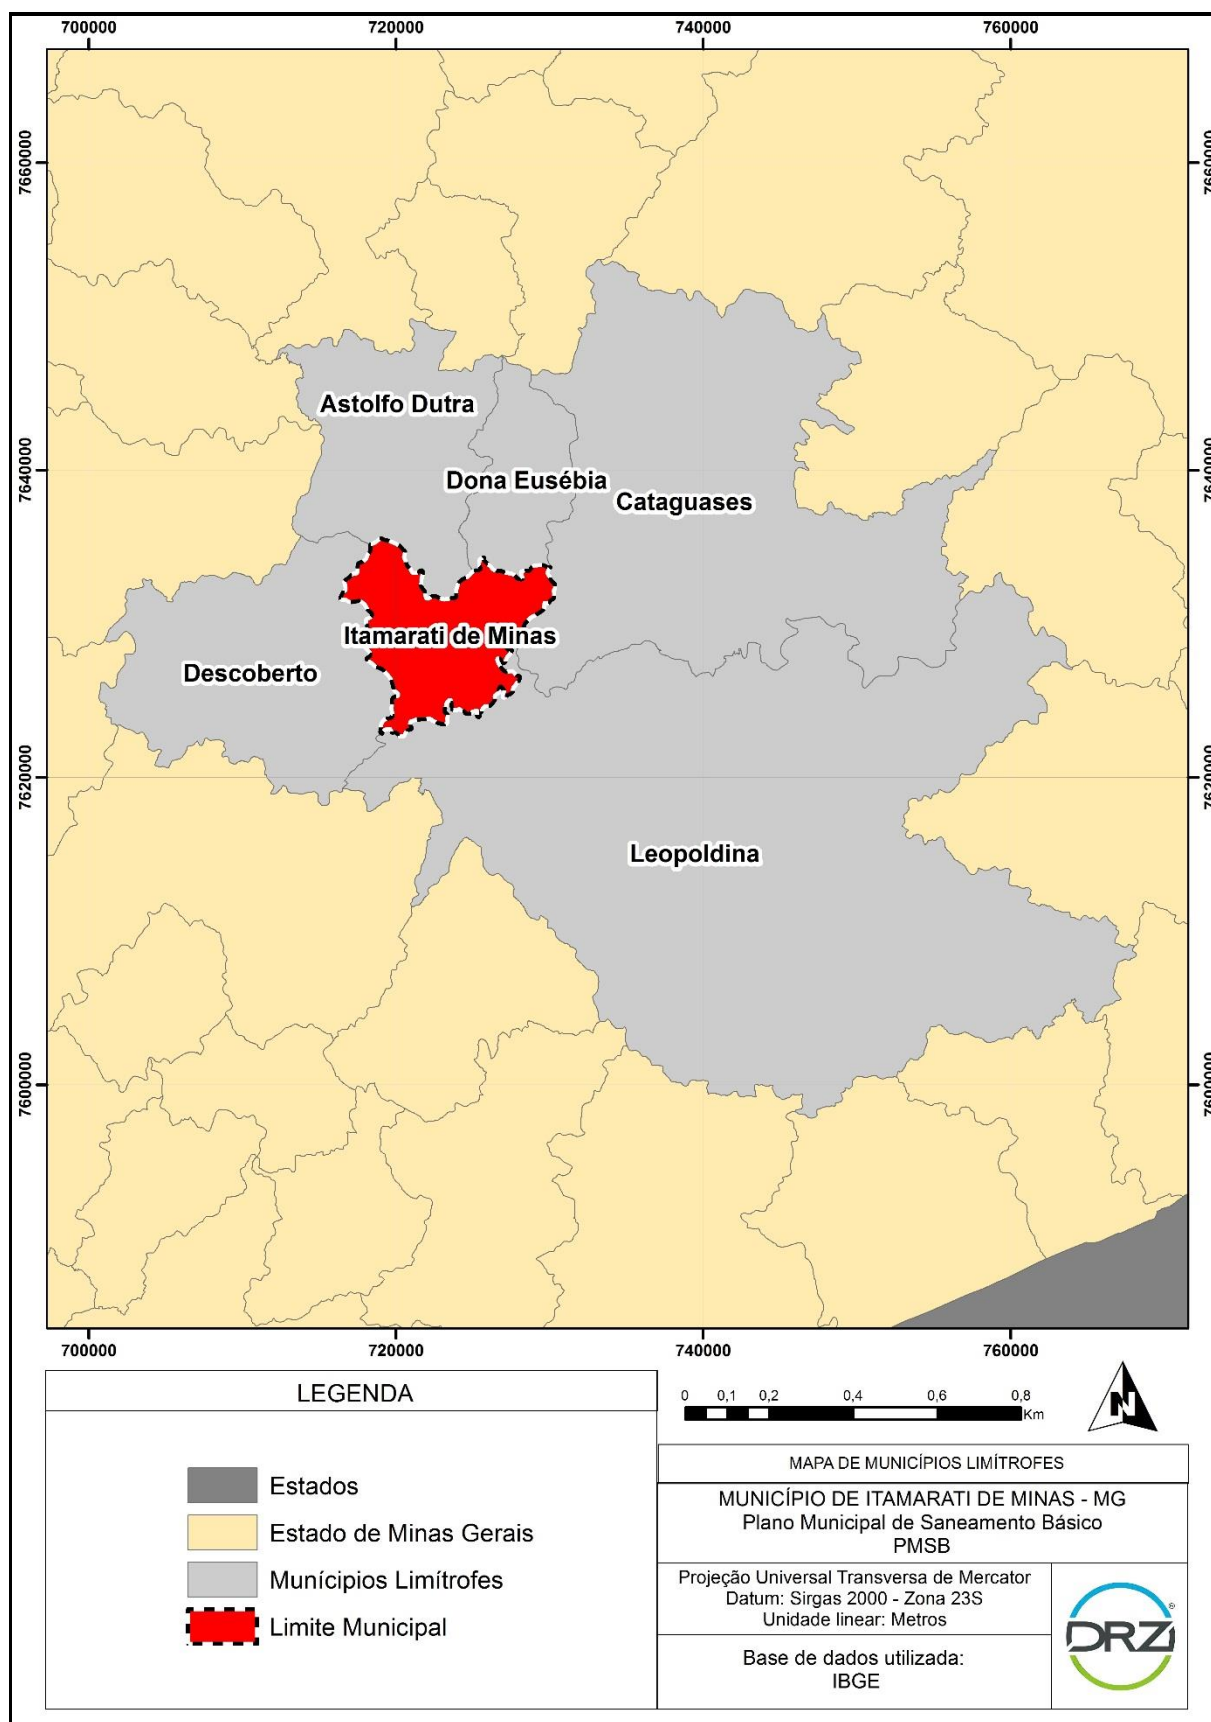 700000
720000
740000
760000
7660000
7660000
Astolfo Dutra
7640000
Dona Eusébia
7640000
Cataguases
Itamarati de Minas
Descoberto
7620000
7620000
Leopoldina
7600000
7600000
700000
720000
740000
760000
LEGENDA
Estados
Estado de Minas Gerais
Munícipios Limítrofes
Limite Municipal
0 0,1 0,2 0,4 0,6 0,8
Km
N
MAPA DE MUNICÍPIOS LIMÍTROFES
MUNICÍPIO DE ITAMARATI DE MINAS - MG
Plano Municipal de Saneamento Básico
PMSB
Projeção Universal Transversa de Mercator
Datum: Sirgas 2000 - Zona 23S
Unidade linear: Metros
Base de dados utilizada:
IBGE
DRZ
®